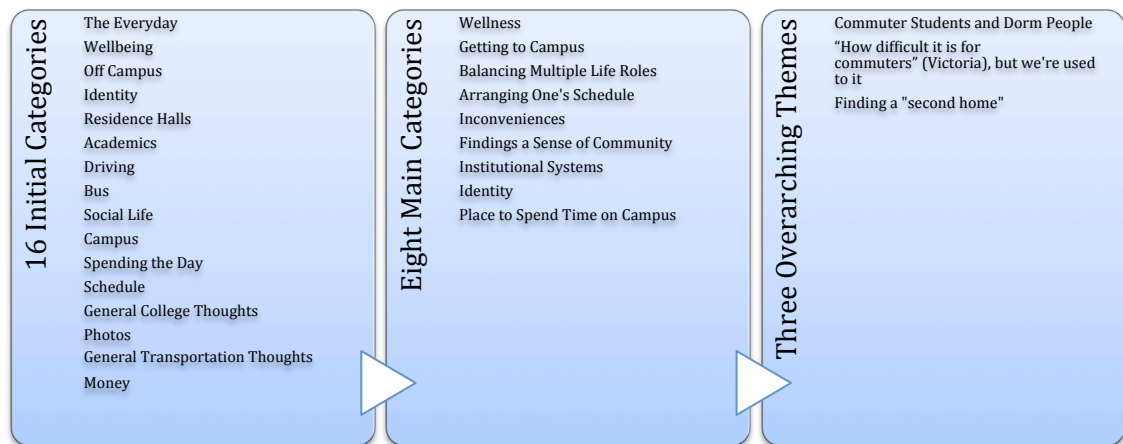 16 Initial Categories
The Everyday
Wellbeing
Off Campus
Identity
Residence Halls
Academics
Driving
Bus
Social Life
Campus
Spending the Day
Schedule
General College Thoughts
Photos
General Transportation Thoughts
Money
Eight Main Categories
Wellness
Getting to Campus
Balancing Multiple Life Roles
Arranging One's Schedule
Inconveniences
Findings a Sense of Community
Institutional Systems
Identity
Place to Spend Time on Campus
Three Overarching Themes
Commuter Students and Dorm People
“How difficult it is for
commuters” (Victoria), but we're used
to it
Finding a "second home"